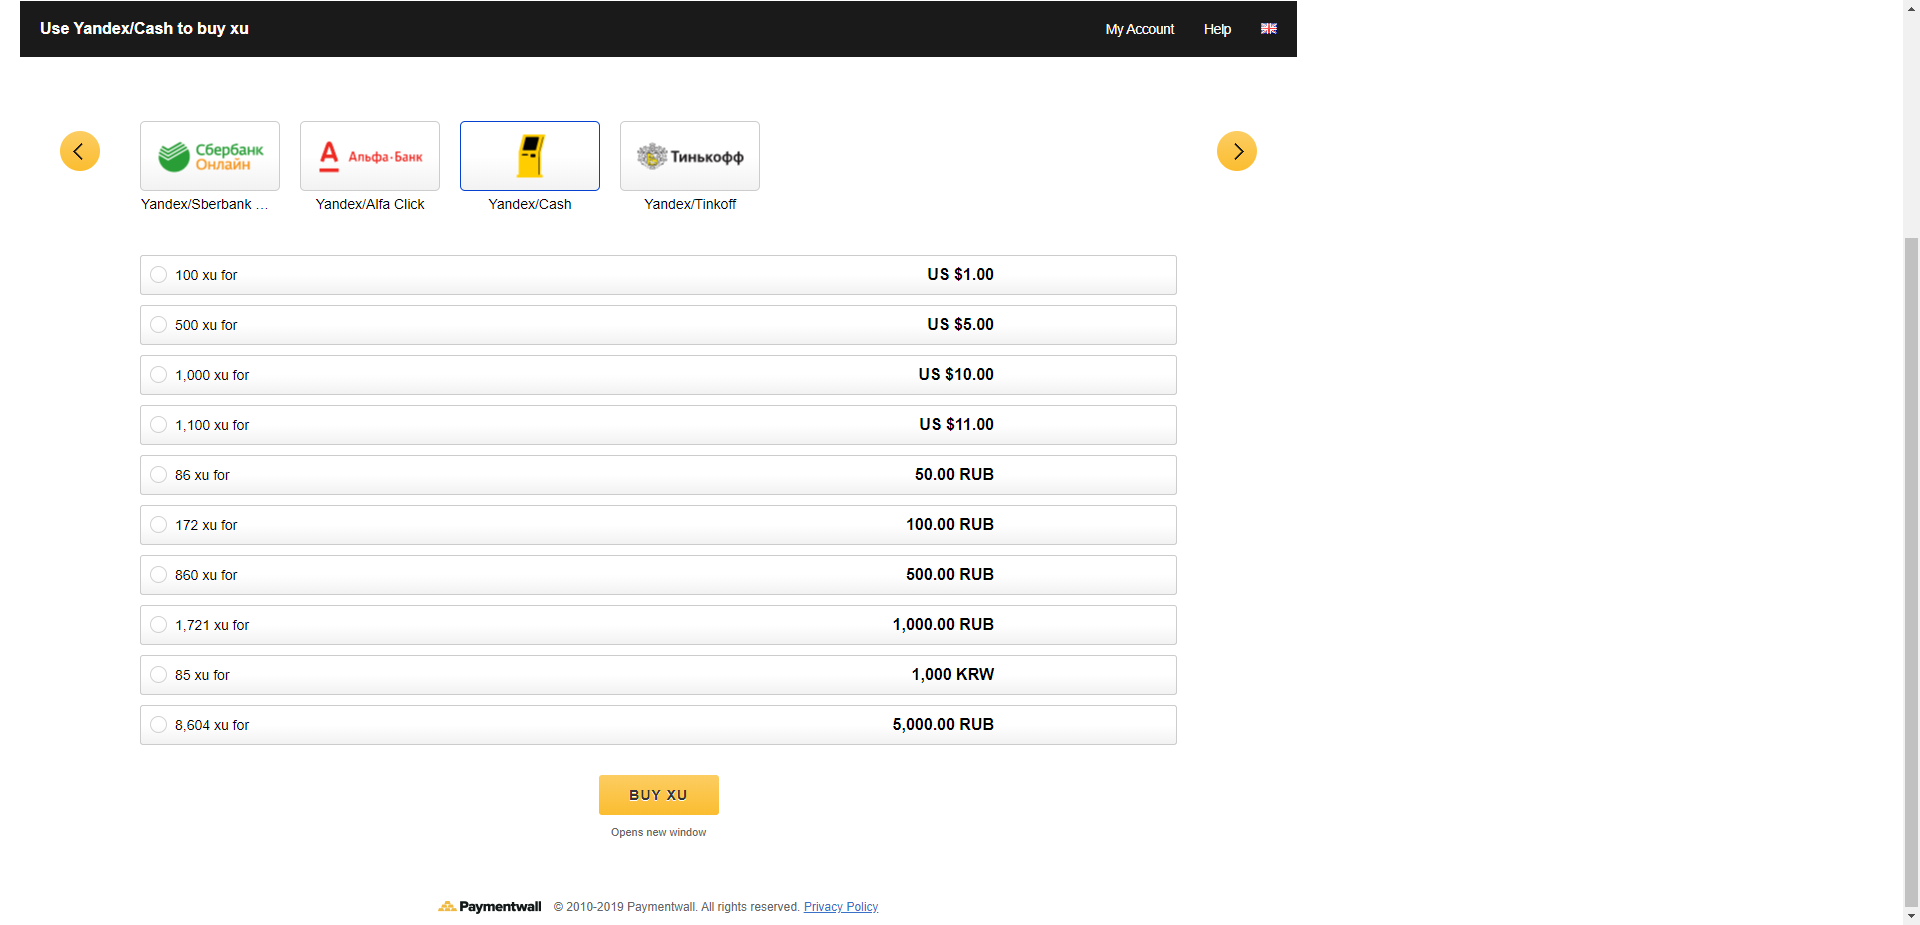 Use Yandex/Cash to buy xu
My Account Help
Сбербанк
Онлайн
Альфа·Банк
Тинькофф
Yandex/Sberbank ...
Yandex/Alfa Click
Yandex/Cash
Yandex/Tinkoff
100 xu for US $1.00
500 xu for US $5.00
1,000 xu for US $10.00
1,100 xu for US $11.00
86 xu for 50.00 RUB
172 xu for 100.00 RUB
860 xu for 500.00 RUB
1,721 xu for 1,000.00 RUB
85 xu for 1,000 KRW
8,604 xu for 5,000.00 RUB
BUY XU
Opens new window
Paymentwall © 2010-2019 Paymentwall. All rights reserved. Privacy Policy